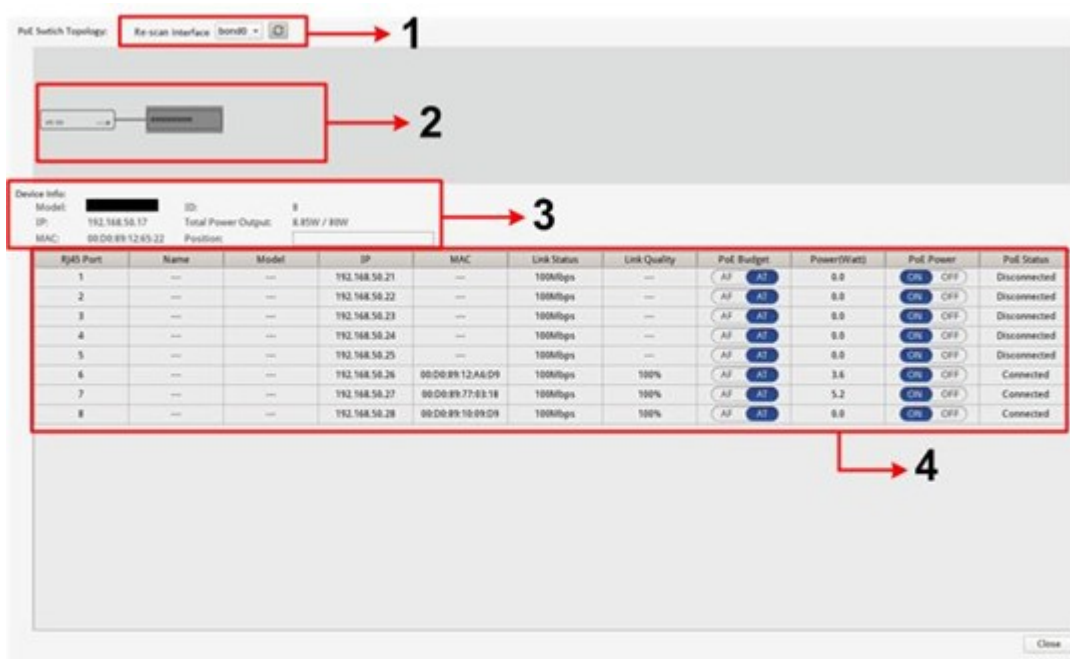 PoE Swtich Topology: Re-scan Interface bond0 1
2
Device Info:
Model: ID: 8
IP: 192.168.50.17 Total Power Output: 8.85W / 80W
MAC: 00:D0:89:12:65:22 Position:
3
RJ45 Port Name Model IP MAC Link Status Link Quality PoE Budget Power(Watt) PoE Power PoE Status
1 --- --- 192.168.50.21 --- 100Mbps --- AF AT 0.0 ON OFF Disconnected
2 --- --- 192.168.50.22 --- 100Mbps --- AF AT 0.0 ON OFF Disconnected
3 --- --- 192.168.50.23 --- 100Mbps --- AF AT 0.0 ON OFF Disconnected
4 --- --- 192.168.50.24 --- 100Mbps --- AF AT 0.0 ON OFF Disconnected
5 --- --- 192.168.50.25 --- 100Mbps --- AF AT 0.0 ON OFF Disconnected
6 --- --- 192.168.50.26 00:D0:89:12:A6:D9 100Mbps 100% AF AT 3.6 ON OFF Connected
7 --- --- 192.168.50.27 00:D0:89:77:03:18 100Mbps 100% AF AT 5.2 ON OFF Connected
8 --- --- 192.168.50.28 00:D0:89:10:09:D9 100Mbps 100% AF AT 0.0 ON OFF Connected
4
Close